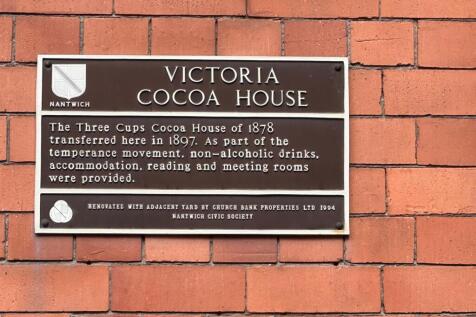 NANTWICH
VICTORIA
COCOA HOUSE
The Three Cups Cocoa House of 1878
transferred here in 1897. As part of the
temperance movement, non-alcoholic drinks,
accommodation, reading and meeting rooms
were provided.
RENOVATED WITH ADJACENT YARD BY CHURCH BANK PROPERTIES LTD 1994
NANTWICH CIVIC SOCIETY